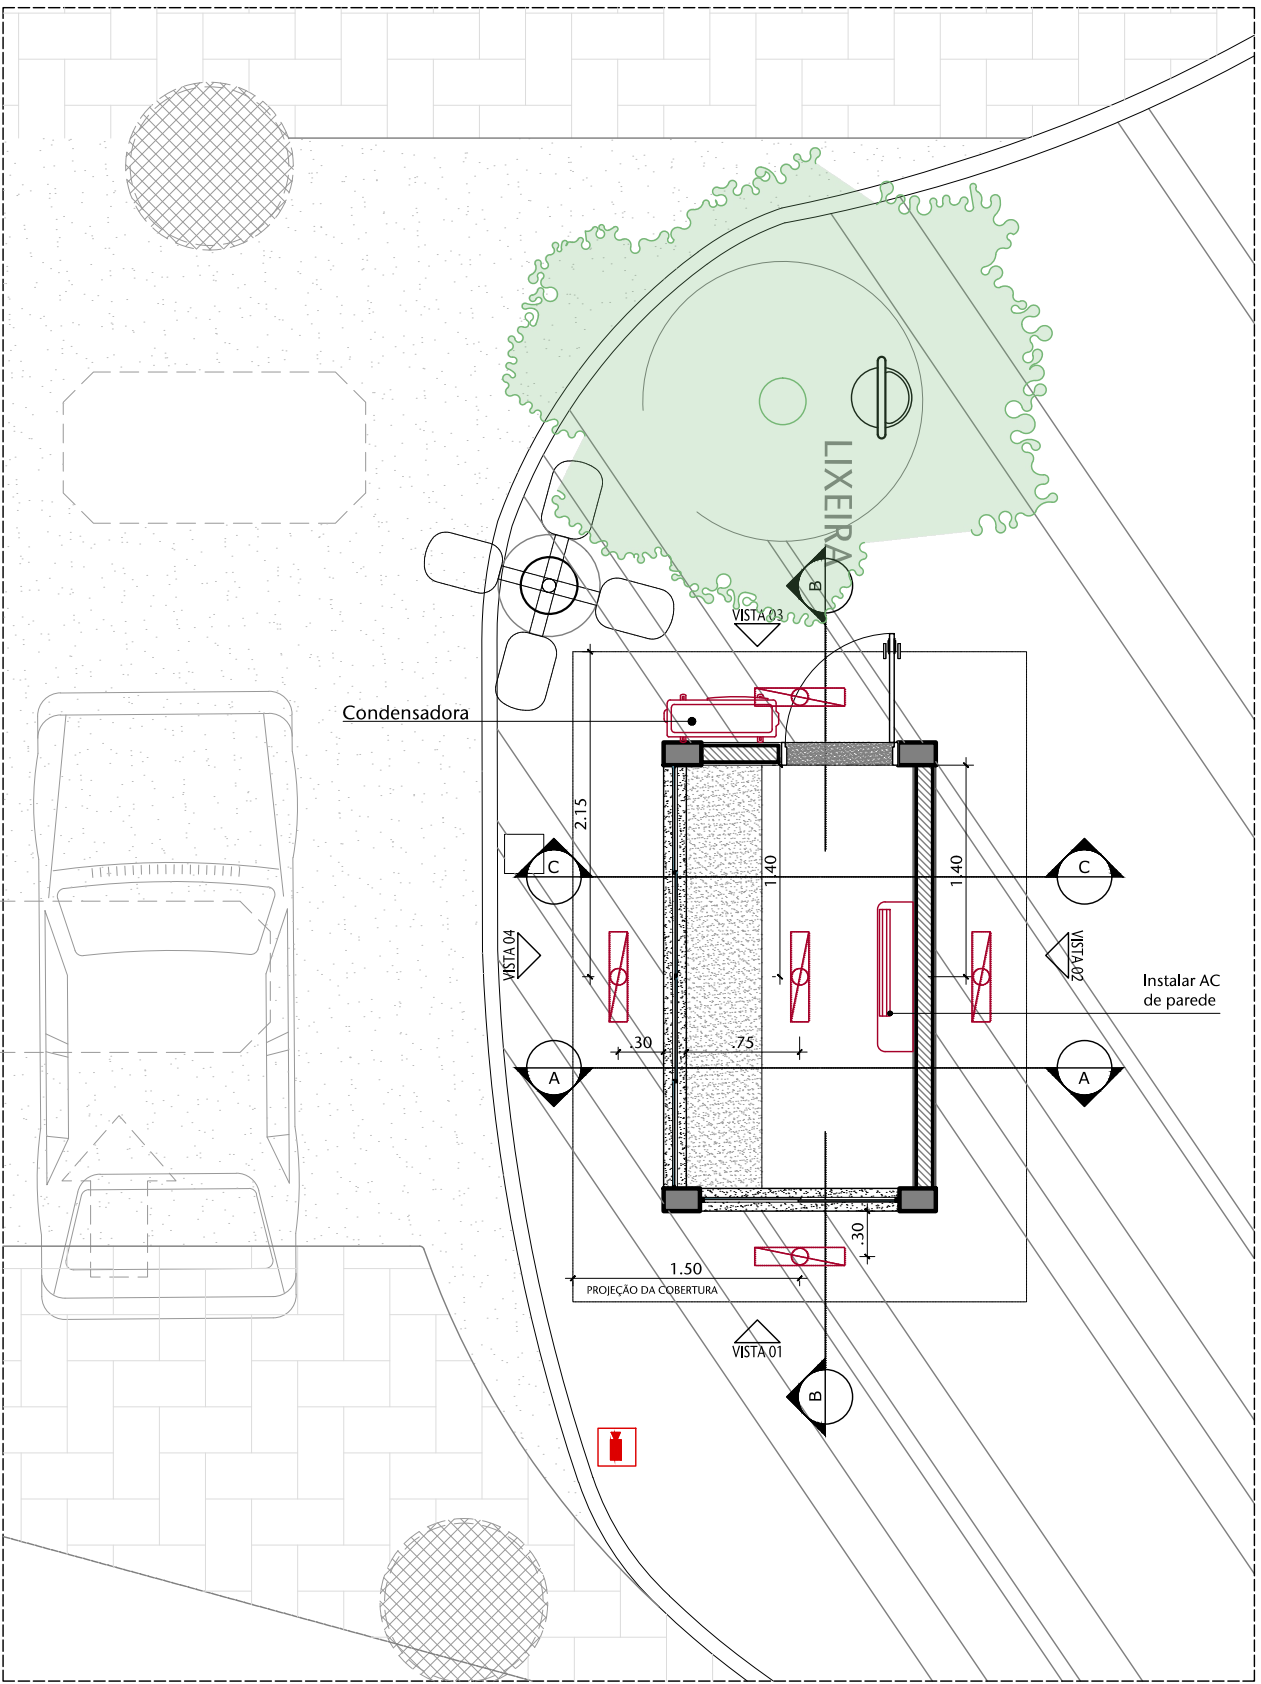 LIXEIRA
B
VISTA 03
Condensadora
2.15
1.40
1.40
C
C
VISTA 04
VISTA 02
Instalar AC
de parede
.30
.75
A
A
.30
1.50
PROJEÇÃO DA COBERTURA
VISTA 01
B